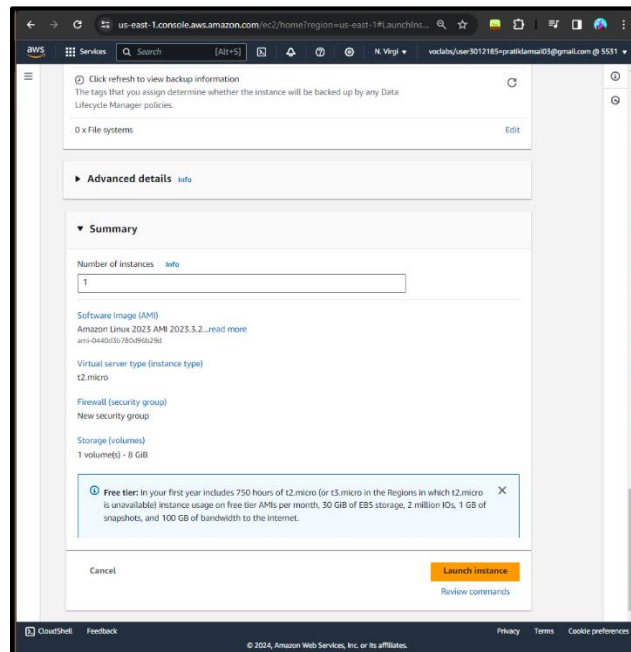 us-east-1.console.aws.amazon.com/ec2/home?region=us-east-1#LaunchIns...
aws Services Search [Alt+S] N. Virgi voclabs/user3012185=pratiklamsal03@gmail.com @ 5531
Click refresh to view backup information
The tags that you assign determine whether the instance will be backed up by any Data
Lifecycle Manager policies.
0 x File systems Edit
Advanced details Info
Summary
Number of instances Info
1
Software Image (AMI)
Amazon Linux 2023 AMI 2023.3.2...read more
ami-0440d3b780d96b29d
Virtual server type (instance type)
t2.micro
Firewall (security group)
New security group
Storage (volumes)
1 volume(s) - 8 GiB
Free tier: In your first year includes 750 hours of t2.micro (or t3.micro in the Regions in which t2.micro
is unavailable) instance usage on free tier AMIs per month, 30 GiB of EBS storage, 2 million IOs, 1 GB of
snapshots, and 100 GB of bandwidth to the internet.
Cancel Launch instance
Review commands
CloudShell Feedback Privacy Terms Cookie preferences
© 2024, Amazon Web Services, Inc. or its affiliates.